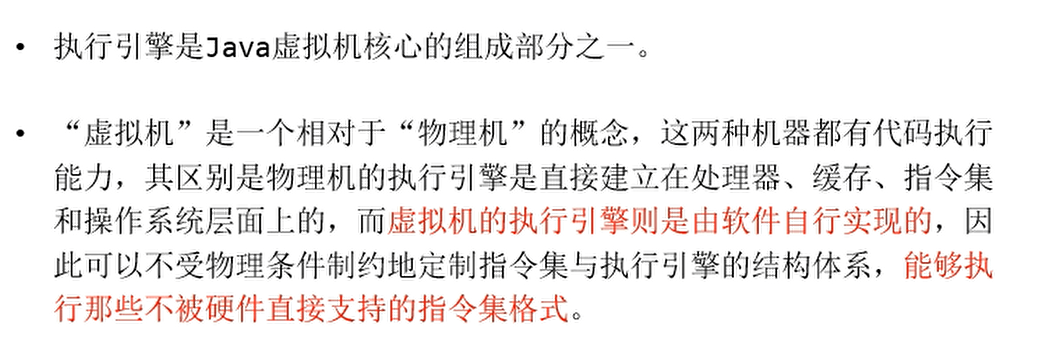 • 执行引擎是Java虚拟机核心的组成部分之一。
• “虚拟机”是一个相对于“物理机”的概念，这两种机器都有代码执行
能力，其区别是物理机的执行引擎是直接建立在处理器、缓存、指令集
和操作系统层面上的，而虚拟机的执行引擎则是由软件自行实现的，因
此可以不受物理条件制约地定制指令集与执行引擎的结构体系，能够执
行那些不被硬件直接支持的指令集格式。